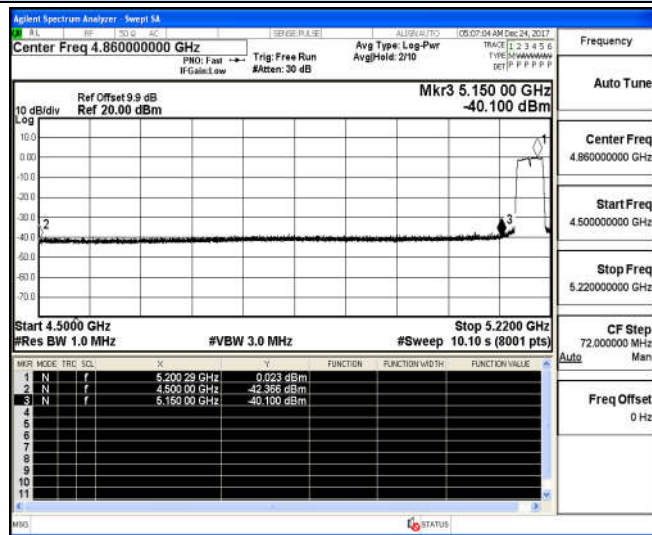 Agilent Spectrum Analyzer - Swept SA
RL RF 50 Ω AC SENSE:PULSE ALIGNAUTO 05:07:04 AM Dec 24, 2017
Center Freq 4.860000000 GHz
PNO: Fast
IFGain:Low
Trig: Free Run
#Atten: 30 dB
Avg Type: Log-Pwr
Avg|Hold: 2/10
TRACE 1 2 3 4 5 6
TYPE
DET P P P P P P
Frequency
Auto Tune
Center Freq
4.860000000 GHz
Start Freq
4.500000000 GHz
Stop Freq
5.220000000 GHz
CF Step
72.000000 MHz
Auto Man
Freq Offset
0 Hz
Mkr3 5.150 00 GHz
-40.100 dBm
Ref Offset 9.9 dB
10 dB/div Ref 20.00 dBm
Log
10.0
0.00
-10.0
-20.0
-30.0
-40.0
-50.0
-60.0
-70.0
1
2
3
Start 4.5000 GHz Stop 5.2200 GHz
#Res BW 1.0 MHz #VBW 3.0 MHz #Sweep 10.10 s (8001 pts)
MKR MODE TRC SCL X Y FUNCTION FUNCTION WIDTH FUNCTION VALUE
1 N f 5.200 29 GHz 0.023 dBm
2 N f 4.500 00 GHz -42.366 dBm
3 N f 5.150 00 GHz -40.100 dBm
4
5
6
7
8
9
10
11
MSG STATUS